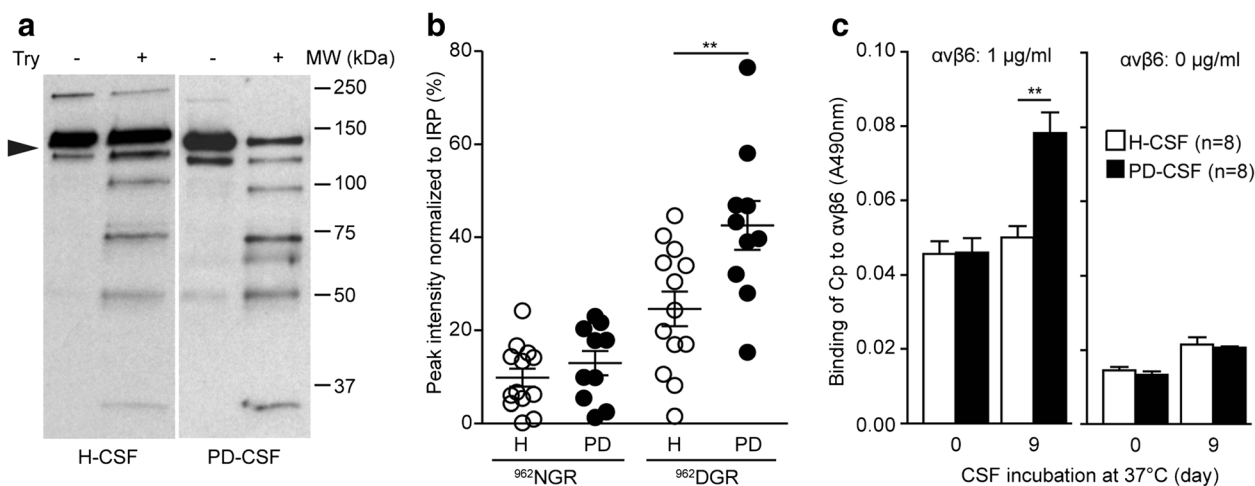 a
Try - + - + MW (kDa)
250
150
100
75
50
37
H-CSF PD-CSF
b
Peak intensity normalized to IRP (%)
80
60
40
20
0
**
H PD H PD
⁹⁶²NGR ⁹⁶²DGR
c
Binding of Cp to αvβ6 (A490nm)
0.10
0.08
0.06
0.04
0.02
0.00
αvβ6: 1 µg/ml αvβ6: 0 µg/ml
**
H-CSF (n=8)
PD-CSF (n=8)
0 9 0 9
CSF incubation at 37°C (day)